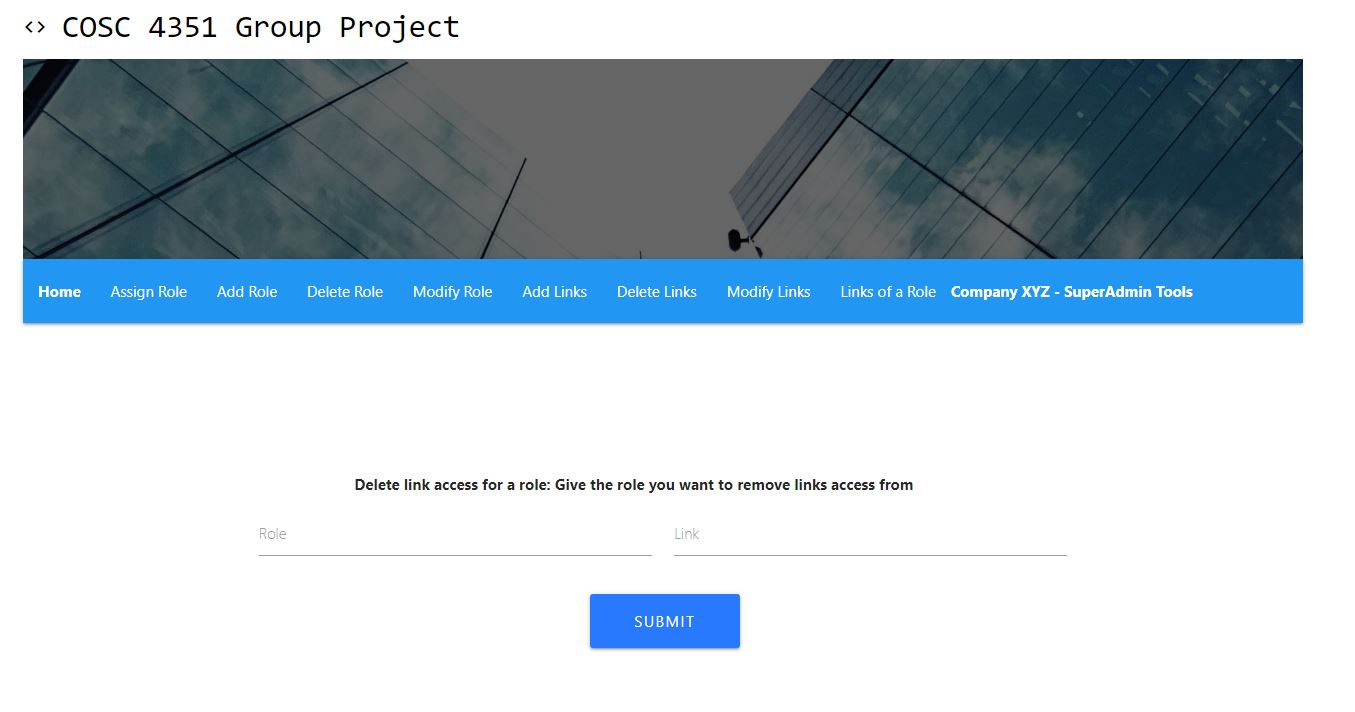 <> COSC 4351 Group Project
Home Assign Role Add Role Delete Role Modify Role Add Links Delete Links Modify Links Links of a Role Company XYZ - SuperAdmin Tools
Delete link access for a role: Give the role you want to remove links access from
Role Link
SUBMIT